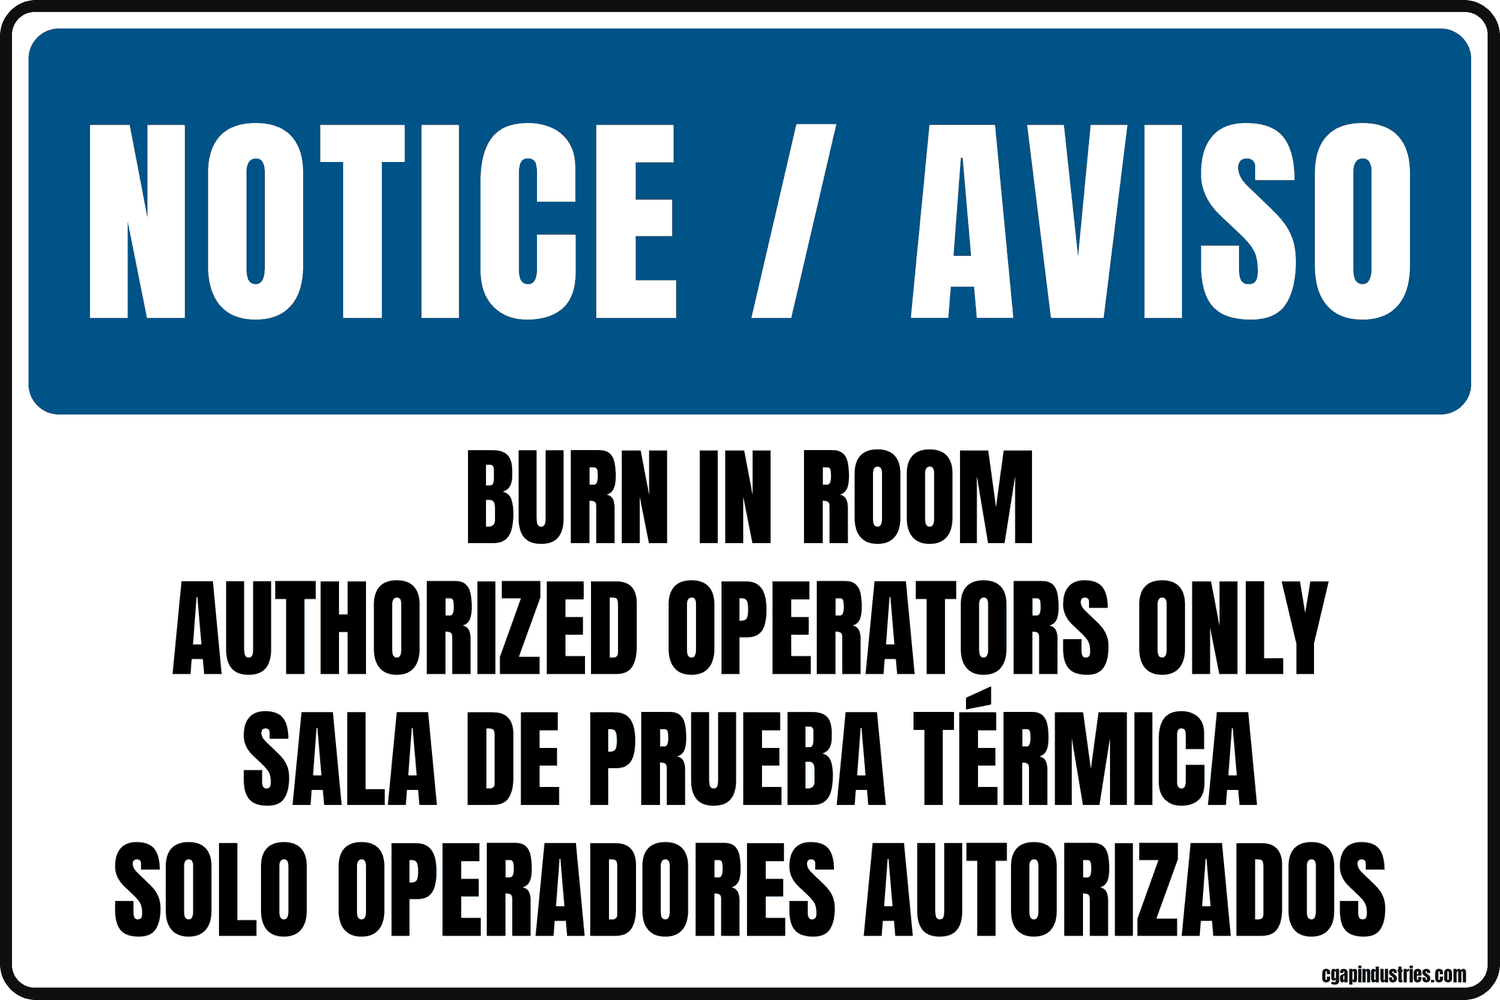 NOTICE / AVISO
BURN IN ROOM
AUTHORIZED OPERATORS ONLY
SALA DE PRUEBA TÉRMICA
SOLO OPERADORES AUTORIZADOS
cgapindustries.com